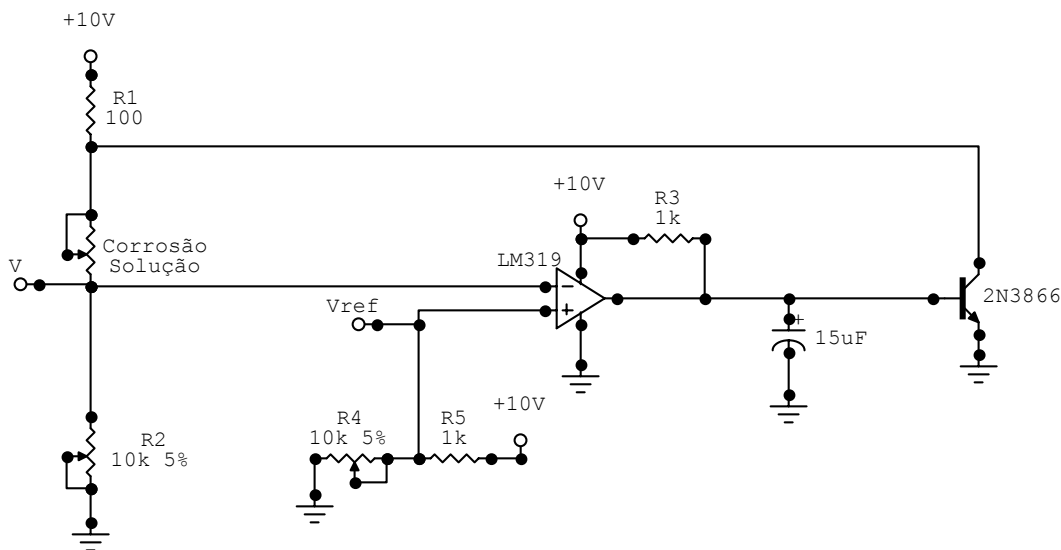 +10V
R1
100
Corrosão
Solução
V
R2
10k 5%
Vref
R4
10k 5%
R5
1k
+10V
LM319
+10V
R3
1k
−
+
+
15uF
2N3866